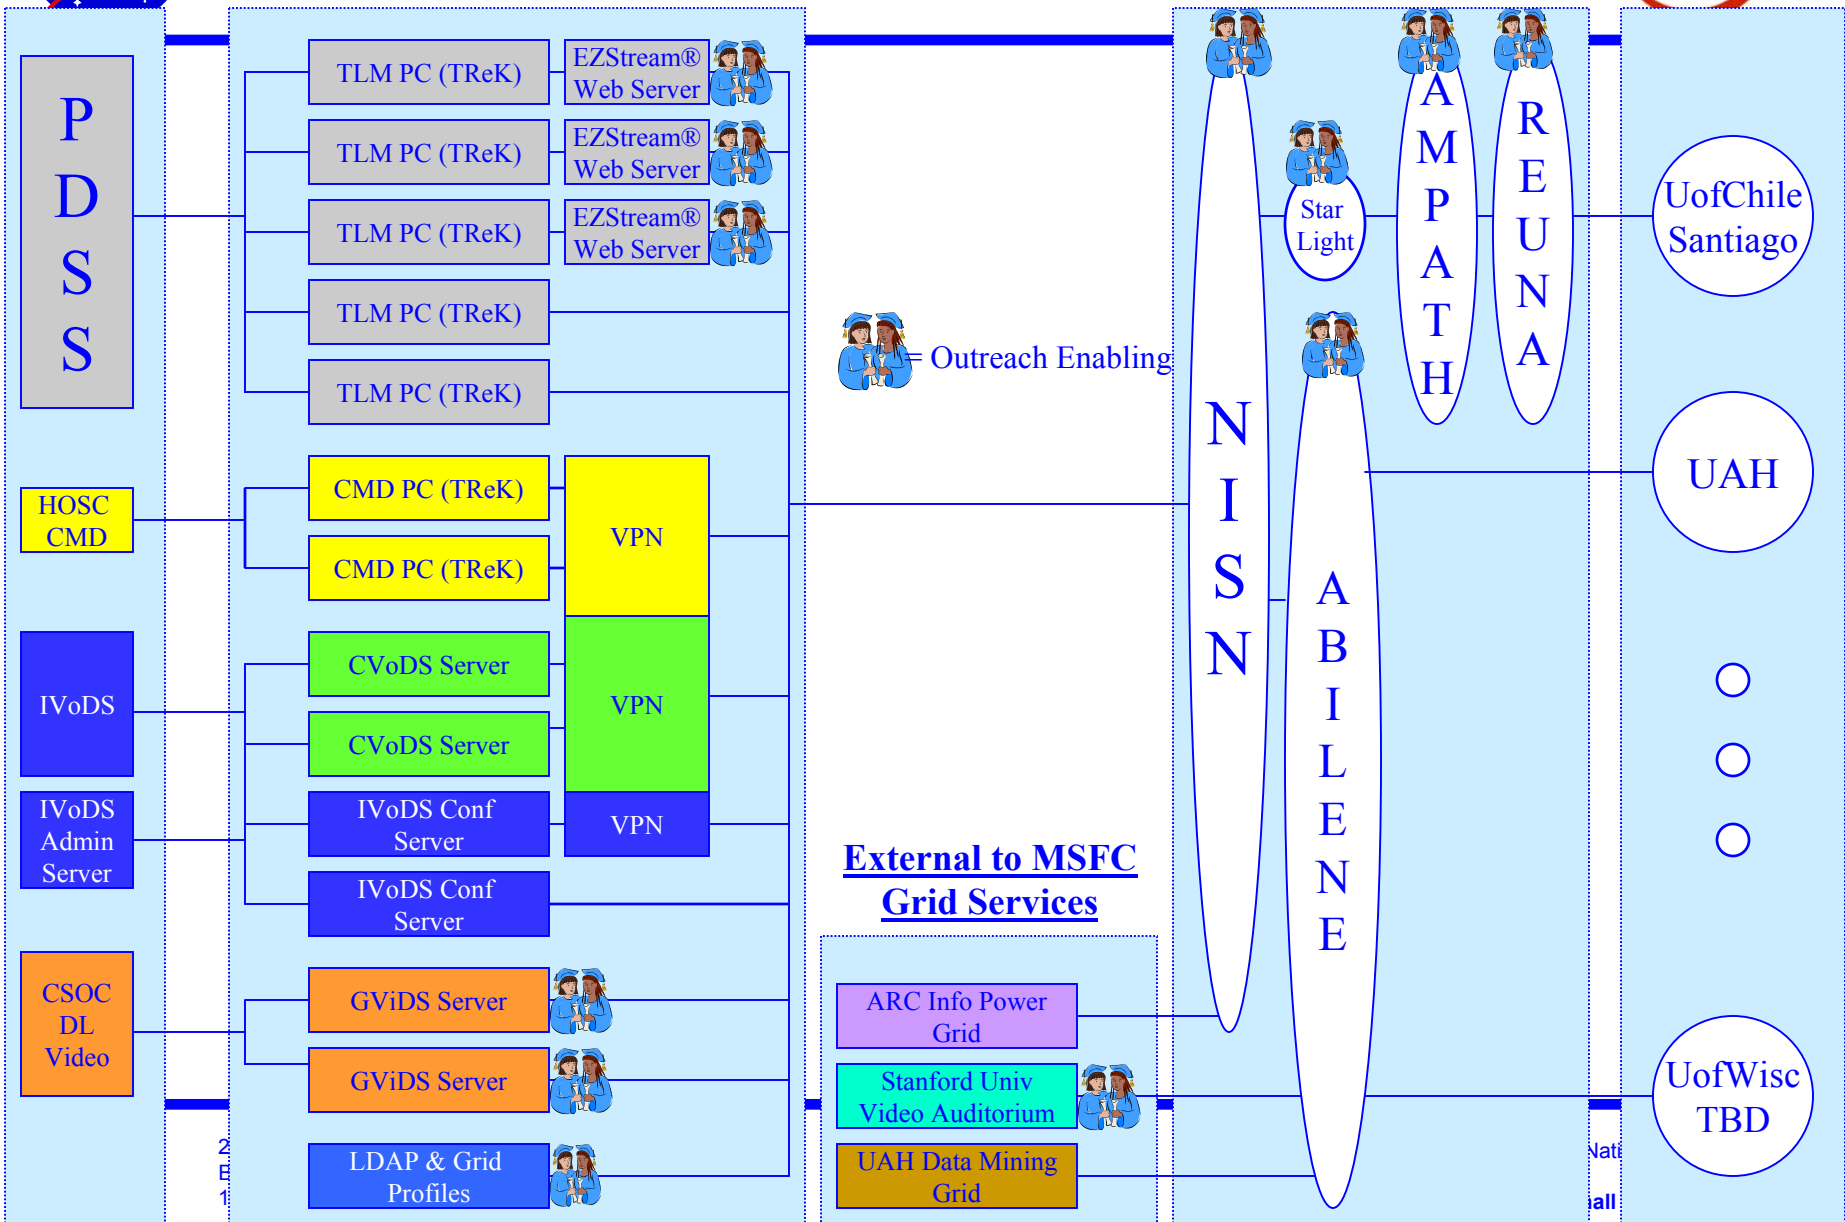 P
D
S
S
HOSC
CMD
IVoDS
IVoDS
Admin
Server
CSOC
DL
Video
TLM PC (TReK)
EZStream®
Web Server
TLM PC (TReK)
EZStream®
Web Server
TLM PC (TReK)
EZStream®
Web Server
TLM PC (TReK)
TLM PC (TReK)
CMD PC (TReK)
CMD PC (TReK)
VPN
CVoDS Server
CVoDS Server
VPN
IVoDS Conf
Server
VPN
IVoDS Conf
Server
GViDS Server
GViDS Server
LDAP & Grid
Profiles
= Outreach Enabling
External to MSFC
Grid Services
ARC Info Power
Grid
Stanford Univ
Video Auditorium
UAH Data Mining
Grid
N
I
S
N
Star
Light
A
M
P
A
T
H
R
E
U
N
A
A
B
I
L
E
N
E
UofChile
Santiago
UAH
UofWisc
TBD
2
E
1
Nati
all